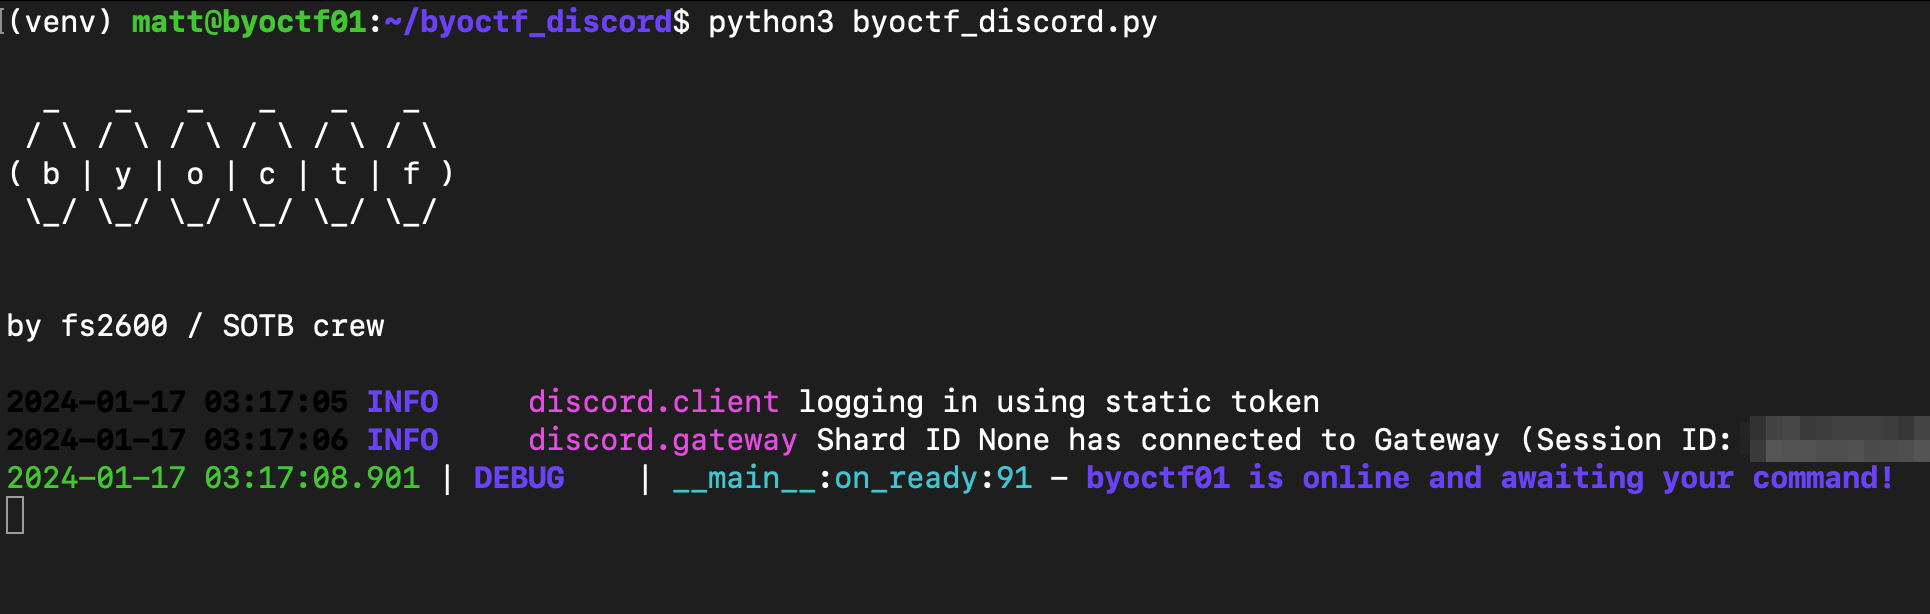 (venv) matt@byoctf01:~/byoctf_discord$ python3 byoctf_discord.py
  _   _   _   _   _   _
 / \ / \ / \ / \ / \ / \
( b | y | o | c | t | f )
 \_/ \_/ \_/ \_/ \_/ \_/
by fs2600 / SOTB crew
2024-01-17 03:17:05 INFO     discord.client logging in using static token
2024-01-17 03:17:06 INFO     discord.gateway Shard ID None has connected to Gateway (Session ID:
2024-01-17 03:17:08.901 | DEBUG    | __main__:on_ready:91 - byoctf01 is online and awaiting your command!